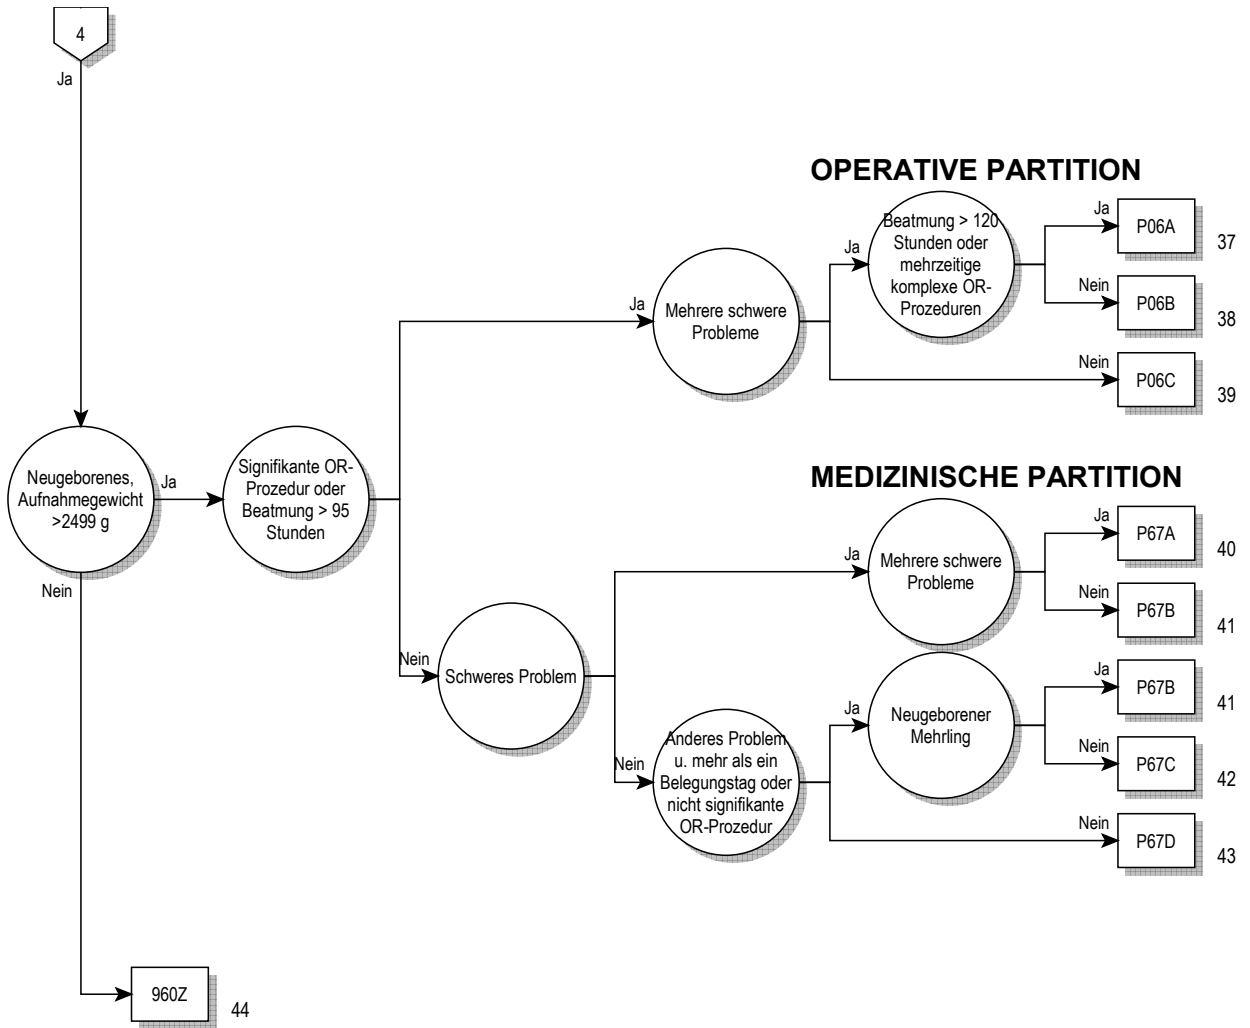 4
Ja
OPERATIVE PARTITION
Beatmung > 120
Stunden oder
mehrzeitige
komplexe OR-
Prozeduren
Ja
P06A
37
Ja
Nein
P06B
38
Ja
Mehrere schwere
Probleme
Nein
P06C
39
MEDIZINISCHE PARTITION
Neugeborenes,
Aufnahmegewicht
>2499 g
Ja
Signifikante OR-
Prozedur oder
Beatmung > 95
Stunden
Ja
Mehrere schwere
Probleme
Ja
P67A
40
Nein
P67B
41
Nein
Nein
Schweres Problem
Nein
Anderes Problem
u. mehr als ein
Belegungstag oder
nicht signifikante
OR-Prozedur
Ja
Neugeborener
Mehrling
Ja
P67B
41
Nein
P67C
42
Nein
P67D
43
960Z
44